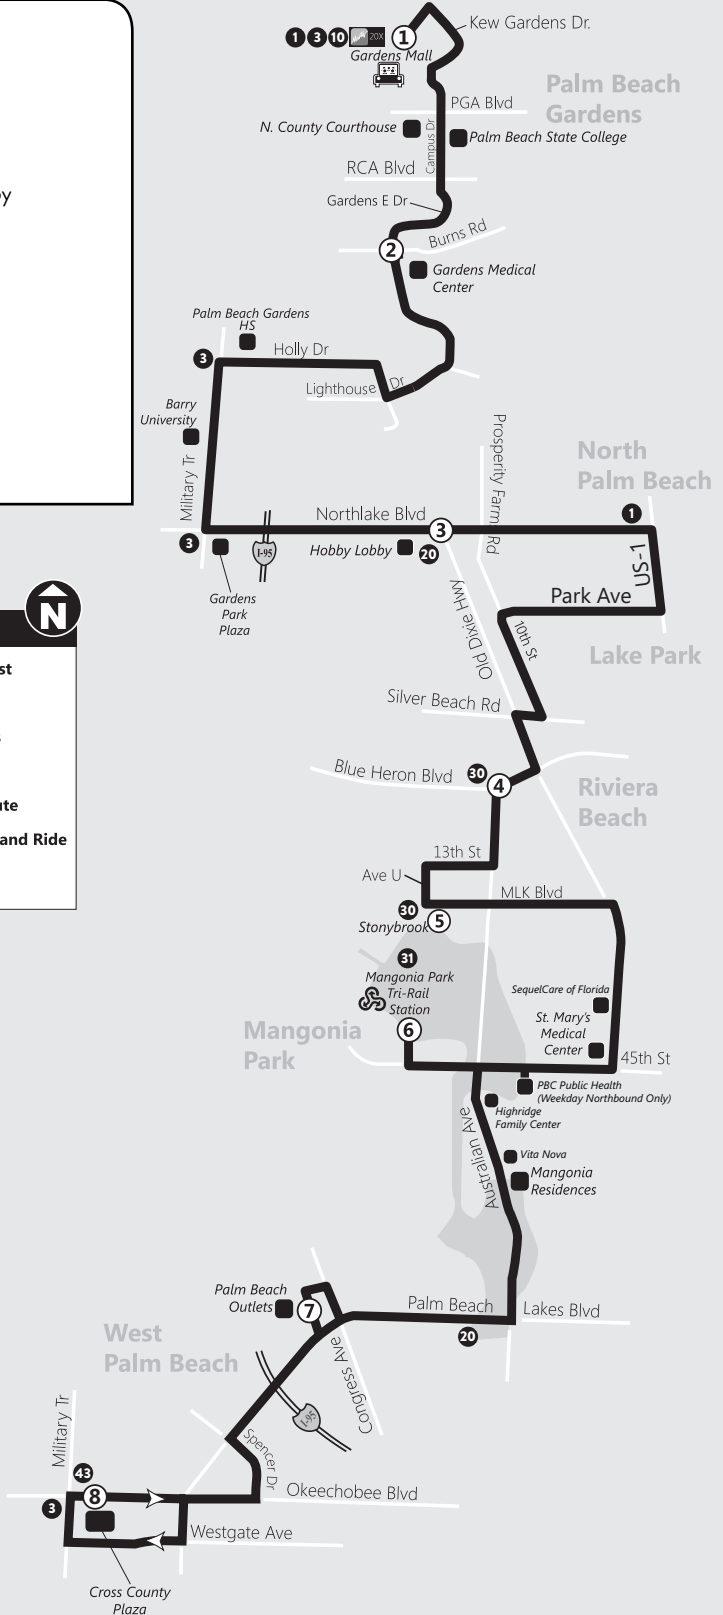 Kew Gardens Dr.
1 3 10 20X 1
Gardens Mall
Palm Beach
Gardens
PGA Blvd
N. County Courthouse
Campus Dr
Palm Beach State College
RCA Blvd
Gardens E Dr
Burns Rd
2
Gardens Medical
Center
Palm Beach Gardens
HS
3
Holly Dr
Lighthouse Dr
Barry
University
Military Tr
Prosperity Farms Rd
North
Palm Beach
Northlake Blvd
3
1
3
I-95
Hobby Lobby
20
US-1
Gardens
Park
Plaza
Old Dixie Hwy
Park Ave
10th St
Lake Park
N
st
Silver Beach Rd
Blue Heron Blvd
30
4
Riviera
Beach
ute
and Ride
13th St
Ave U
MLK Blvd
30
Stonybrook
5
31
Mangonia Park
Tri-Rail
Station
6
Mangonia
Park
SequelCare of Florida
St. Mary's
Medical
Center
45th St
PBC Public Health
(Weekday Northbound Only)
Highridge
Family Center
Australian Ave
Vita Nova
Mangonia
Residences
Palm Beach
Outlets
7
Palm Beach Lakes Blvd
20
West
Palm Beach
Congress Ave
I-95
Military Tr
Spencer Dr
43
8
3
Okeechobee Blvd
Westgate Ave
Cross County
Plaza